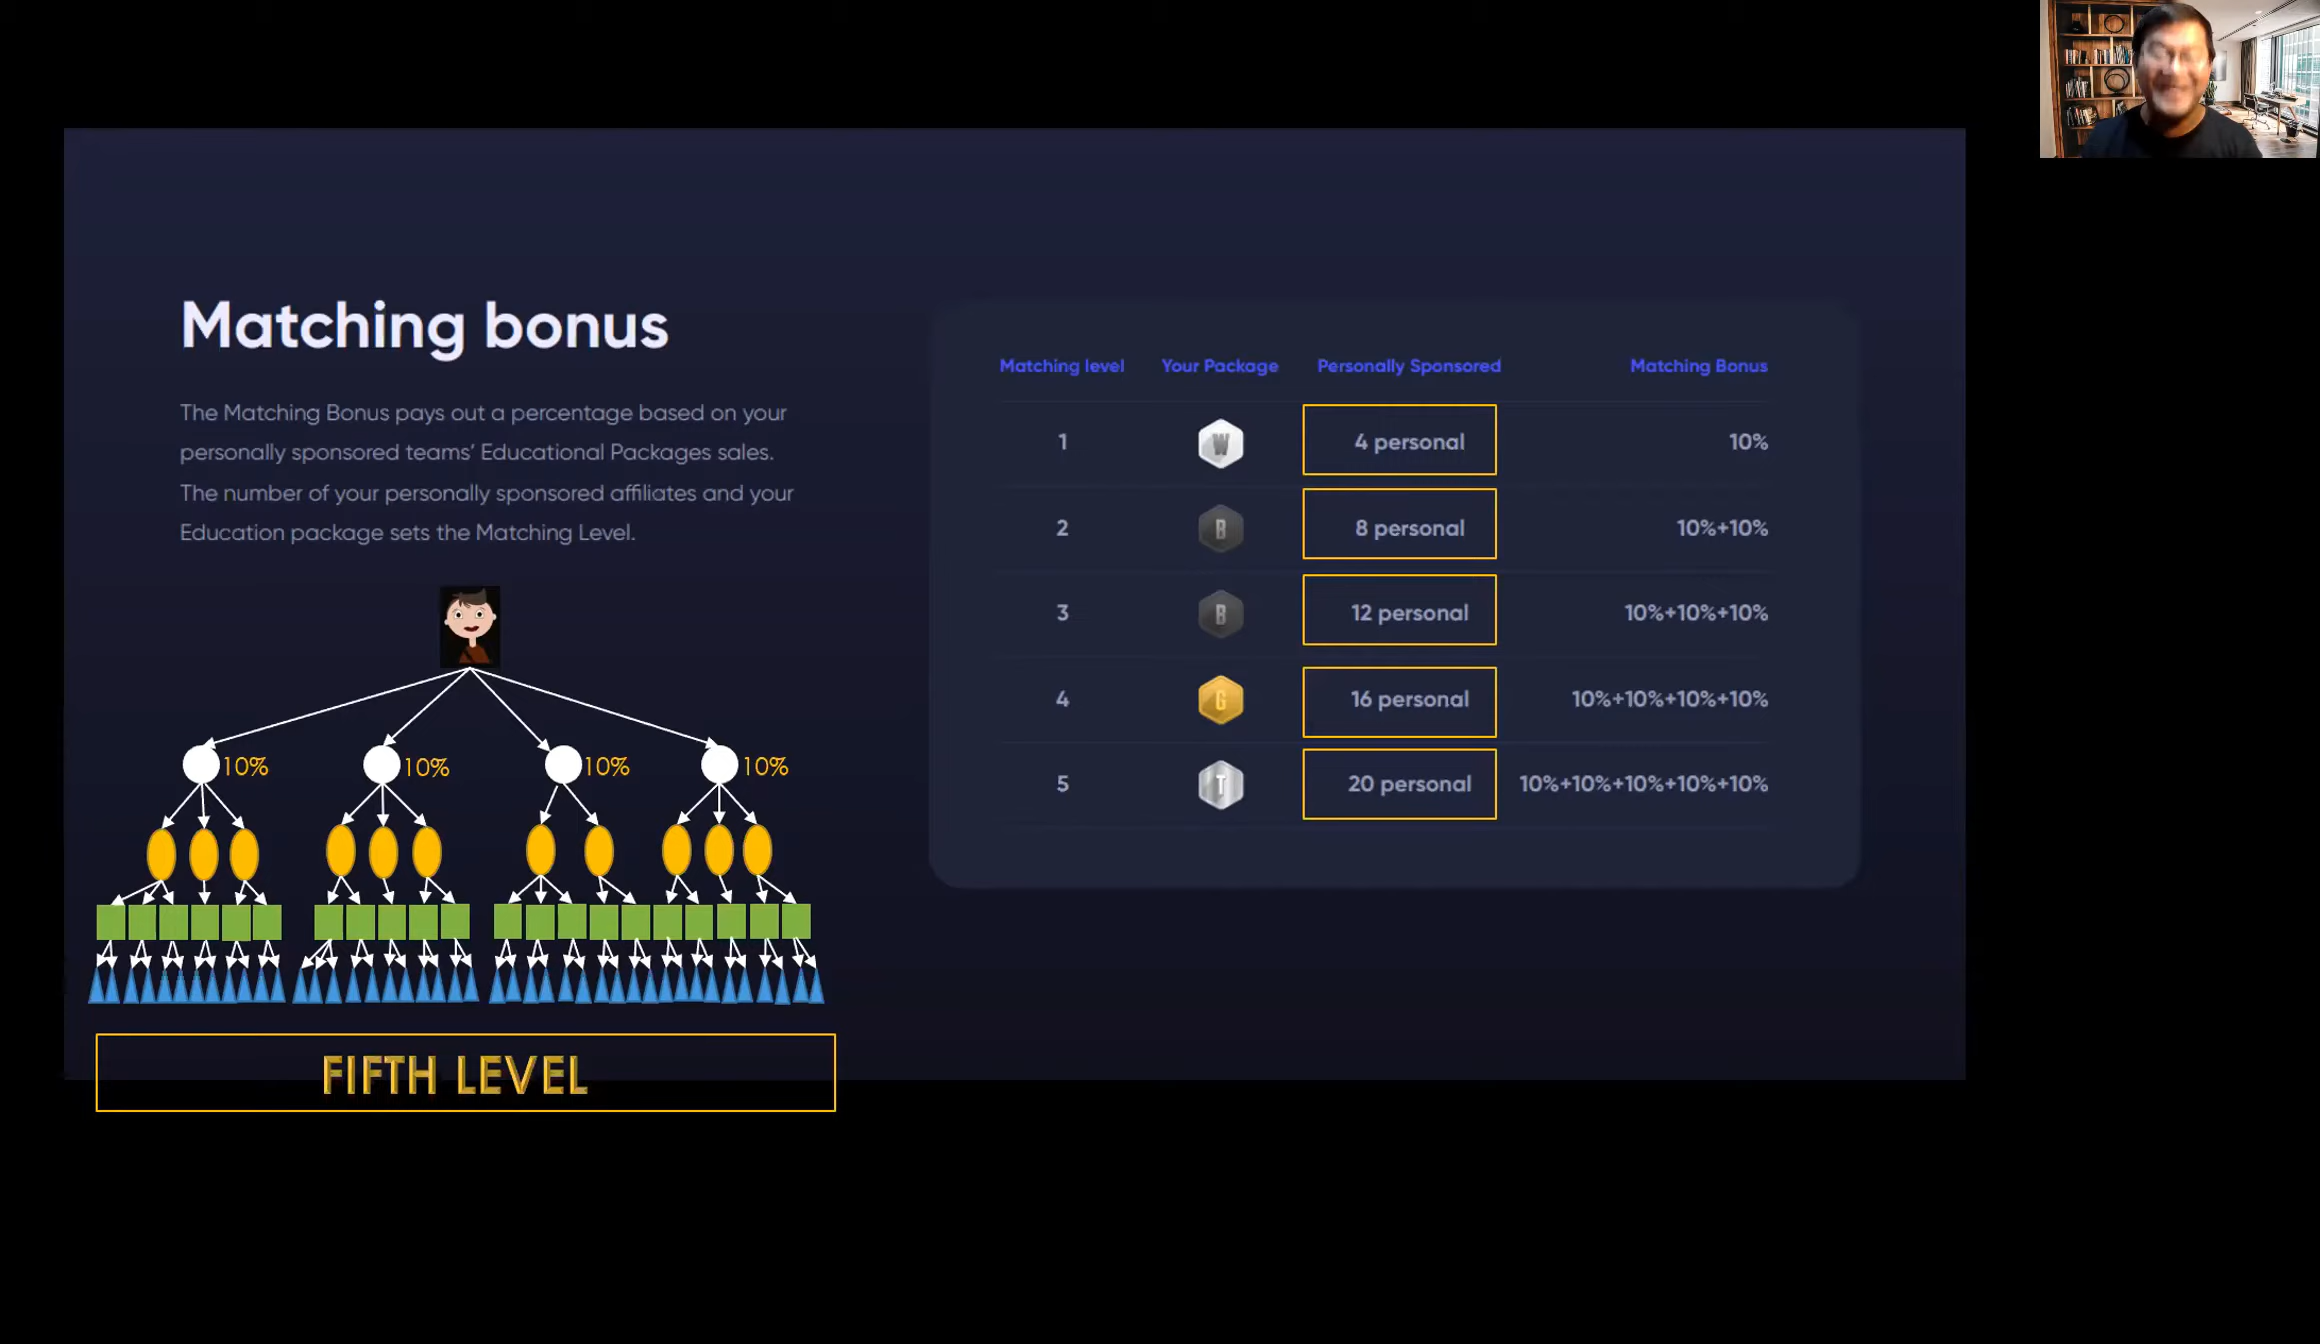 Matching bonus
The Matching Bonus pays out a percentage based on your
personally sponsored teams' Educational Packages sales.
The number of your personally sponsored affiliates and your
Education package sets the Matching Level.
10% 10% 10% 10%
FIFTH LEVEL
Matching level Your Package Personally Sponsored Matching Bonus
1 W 4 personal 10%
2 B 8 personal 10%+10%
3 B 12 personal 10%+10%+10%
4 G 16 personal 10%+10%+10%+10%
5 T 20 personal 10%+10%+10%+10%+10%